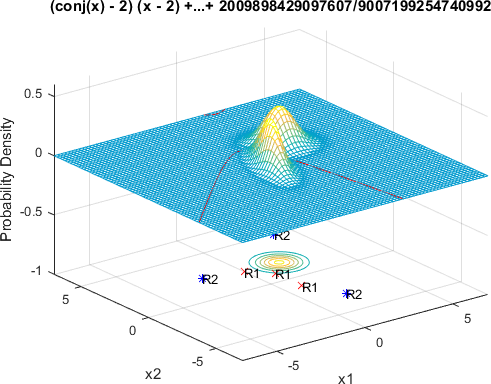 (conj(x) - 2) (x - 2) +...+ 2009898429097607/9007199254740992
0.5
0
-0.5
-1
Probability Density
R2
R2
R1
R1
R1
R2
5
0
-5
x2
-5
0
5
x1